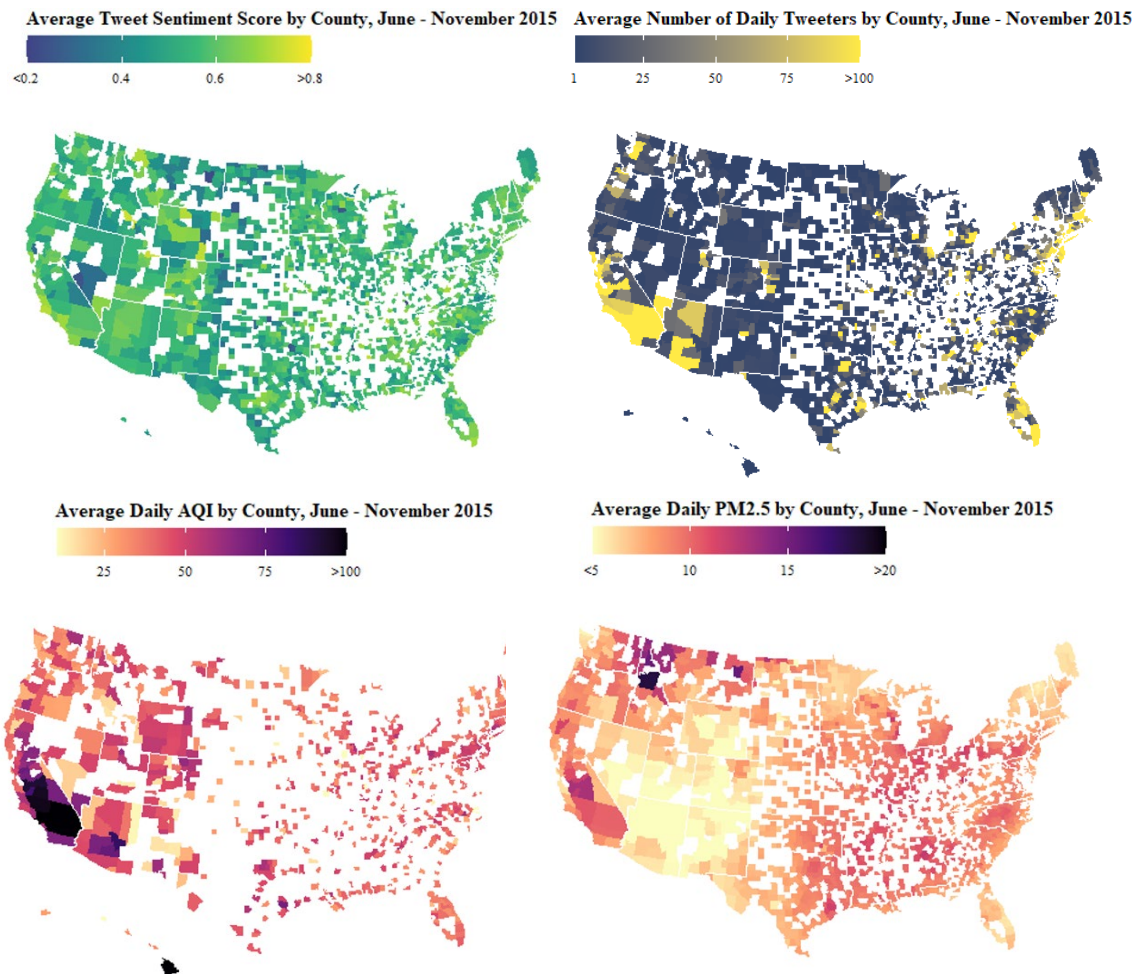 Average Tweet Sentiment Score by County, June - November 2015
<0.2 0.4 0.6 >0.8
Average Number of Daily Tweeters by County, June - November 2015
1 25 50 75 >100
Average Daily AQI by County, June - November 2015
25 50 75 >100
Average Daily PM2.5 by County, June - November 2015
<5 10 15 >20